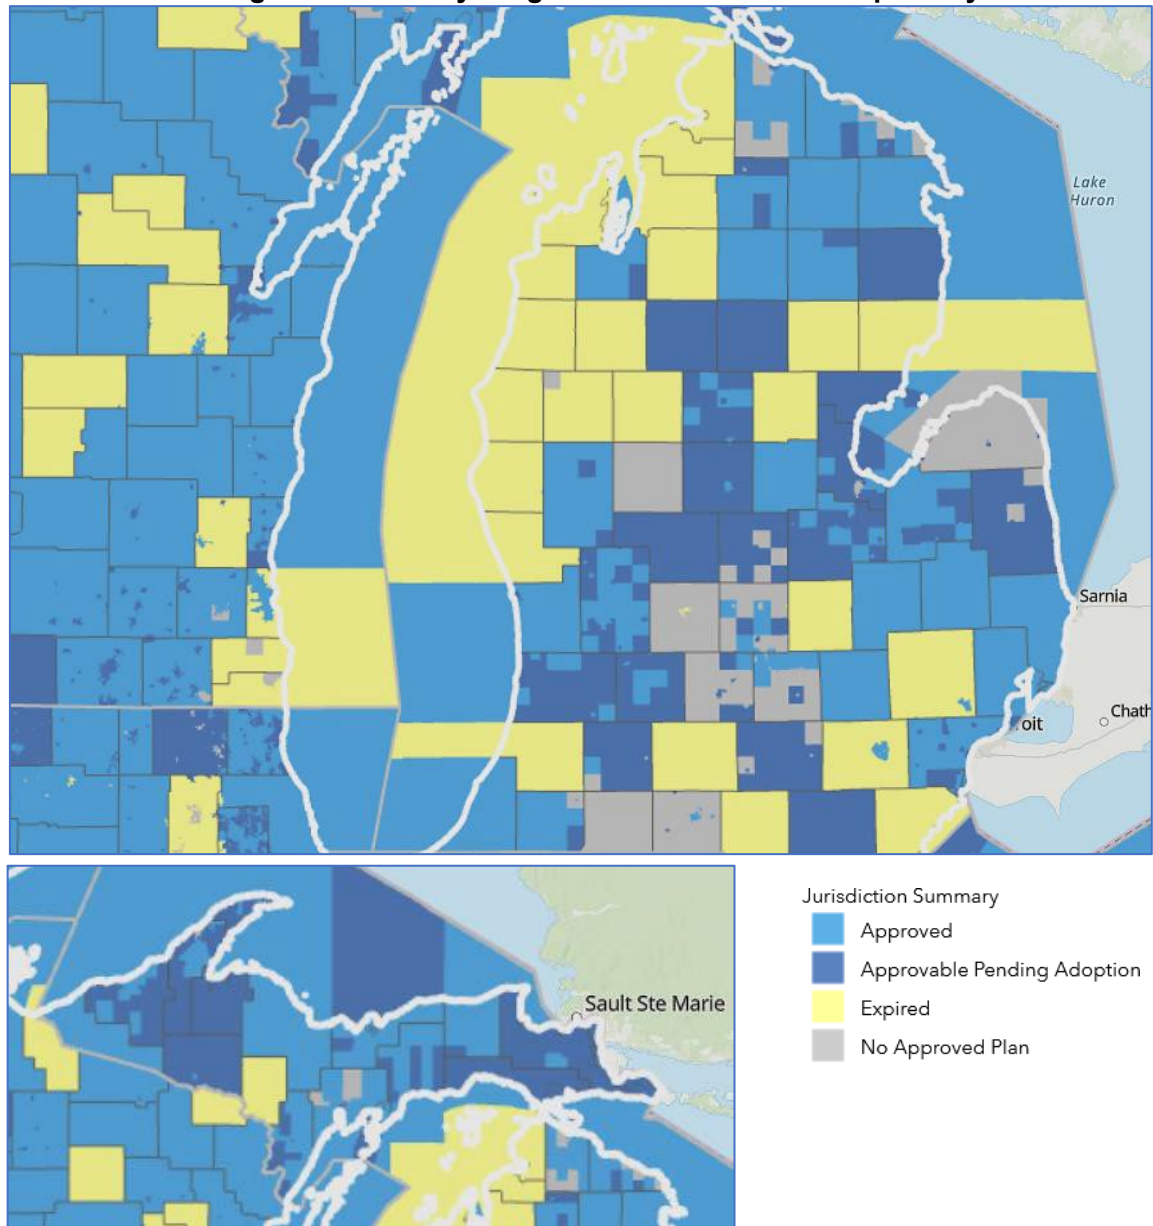 Lake
Huron
Sarnia
oit
Chath
Sault Ste Marie
Jurisdiction Summary
Approved
Approvable Pending Adoption
Expired
No Approved Plan